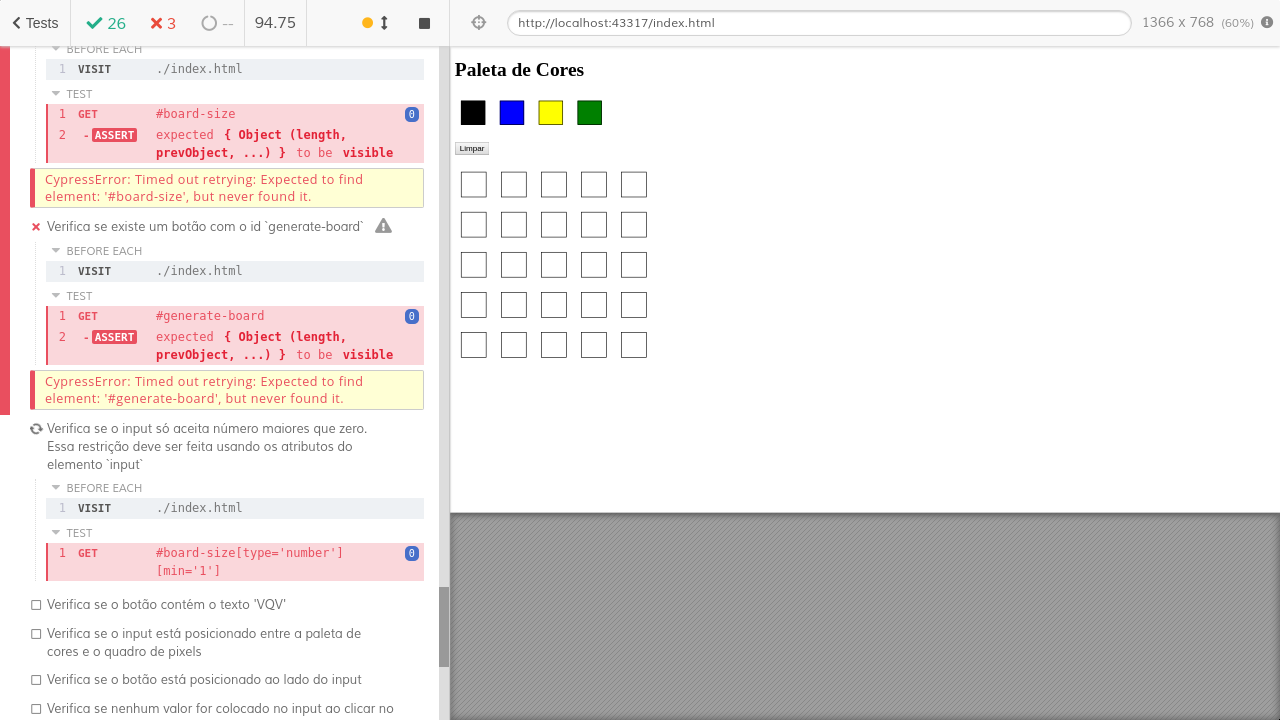 Tests 26 3 -- 94.75
http://localhost:43317/index.html 1366 x 768 (60%)
BEFORE EACH
1 VISIT ./index.html
TEST
1 GET #board-size 0
2 -ASSERT expected { Object (length,
prevObject, ...) } to be visible
CypressError: Timed out retrying: Expected to find
element: '#board-size', but never found it.
Verifica se existe um botão com o id `generate-board`
BEFORE EACH
1 VISIT ./index.html
TEST
1 GET #generate-board 0
2 -ASSERT expected { Object (length,
prevObject, ...) } to be visible
CypressError: Timed out retrying: Expected to find
element: '#generate-board', but never found it.
Verifica se o input só aceita número maiores que zero.
Essa restrição deve ser feita usando os atributos do
elemento `input`
BEFORE EACH
1 VISIT ./index.html
TEST
1 GET #board-size[type='number'] 0
[min='1']
Verifica se o botão contém o texto 'VQV'
Verifica se o input está posicionado entre a paleta de
cores e o quadro de pixels
Verifica se o botão está posicionado ao lado do input
Verifica se nenhum valor for colocado no input ao clicar no
Paleta de Cores
Limpar